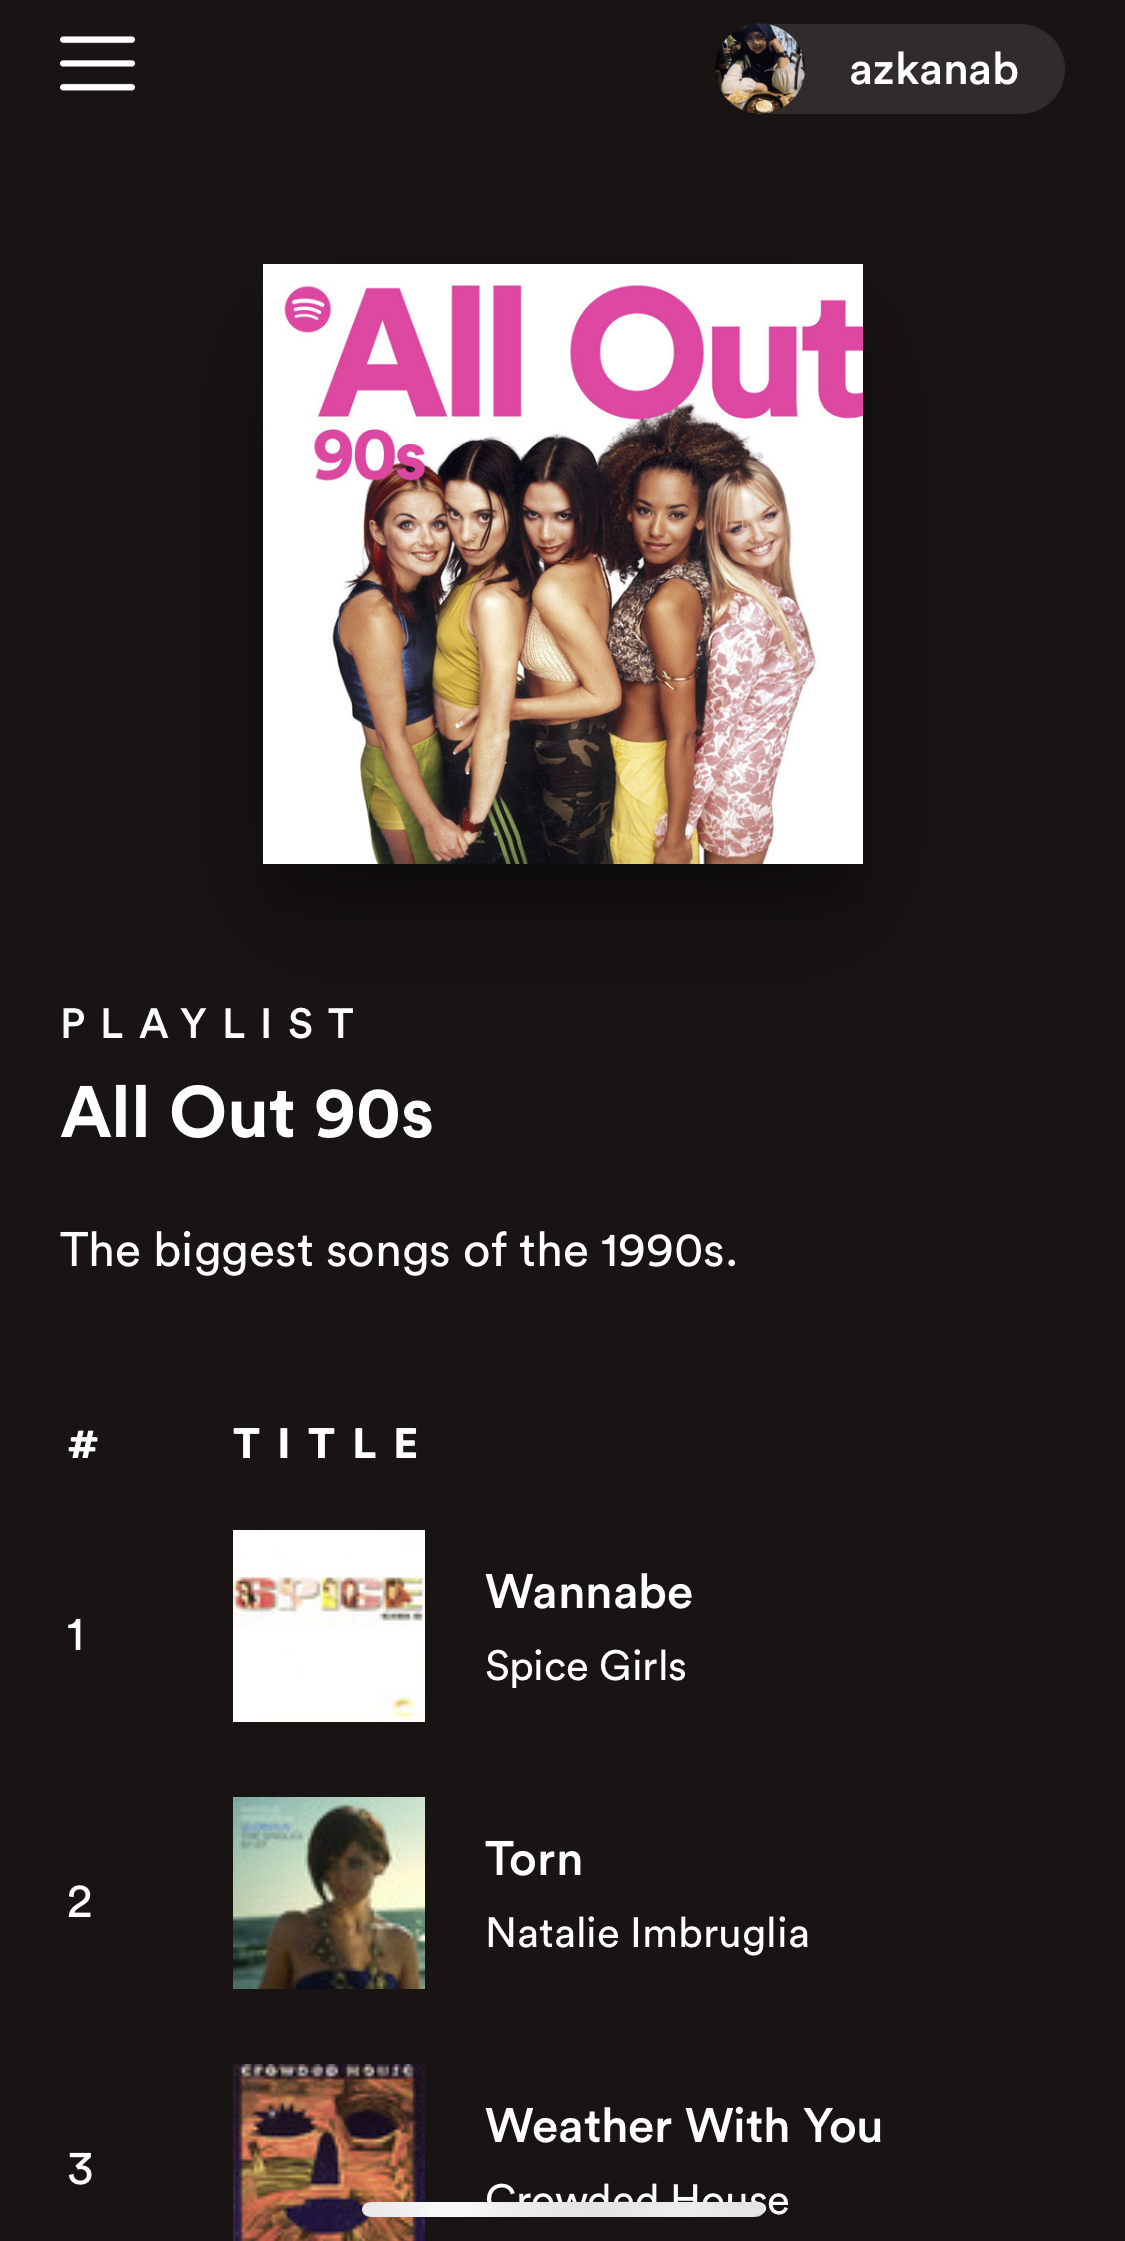 azkanab
All Out
90s
PLAYLIST
All Out 90s
The biggest songs of the 1990s.
# TITLE
SPICE
1
Wannabe
Spice Girls
2
Torn
Natalie Imbruglia
CROWDED HOUSE
3
Weather With You
Crowded House